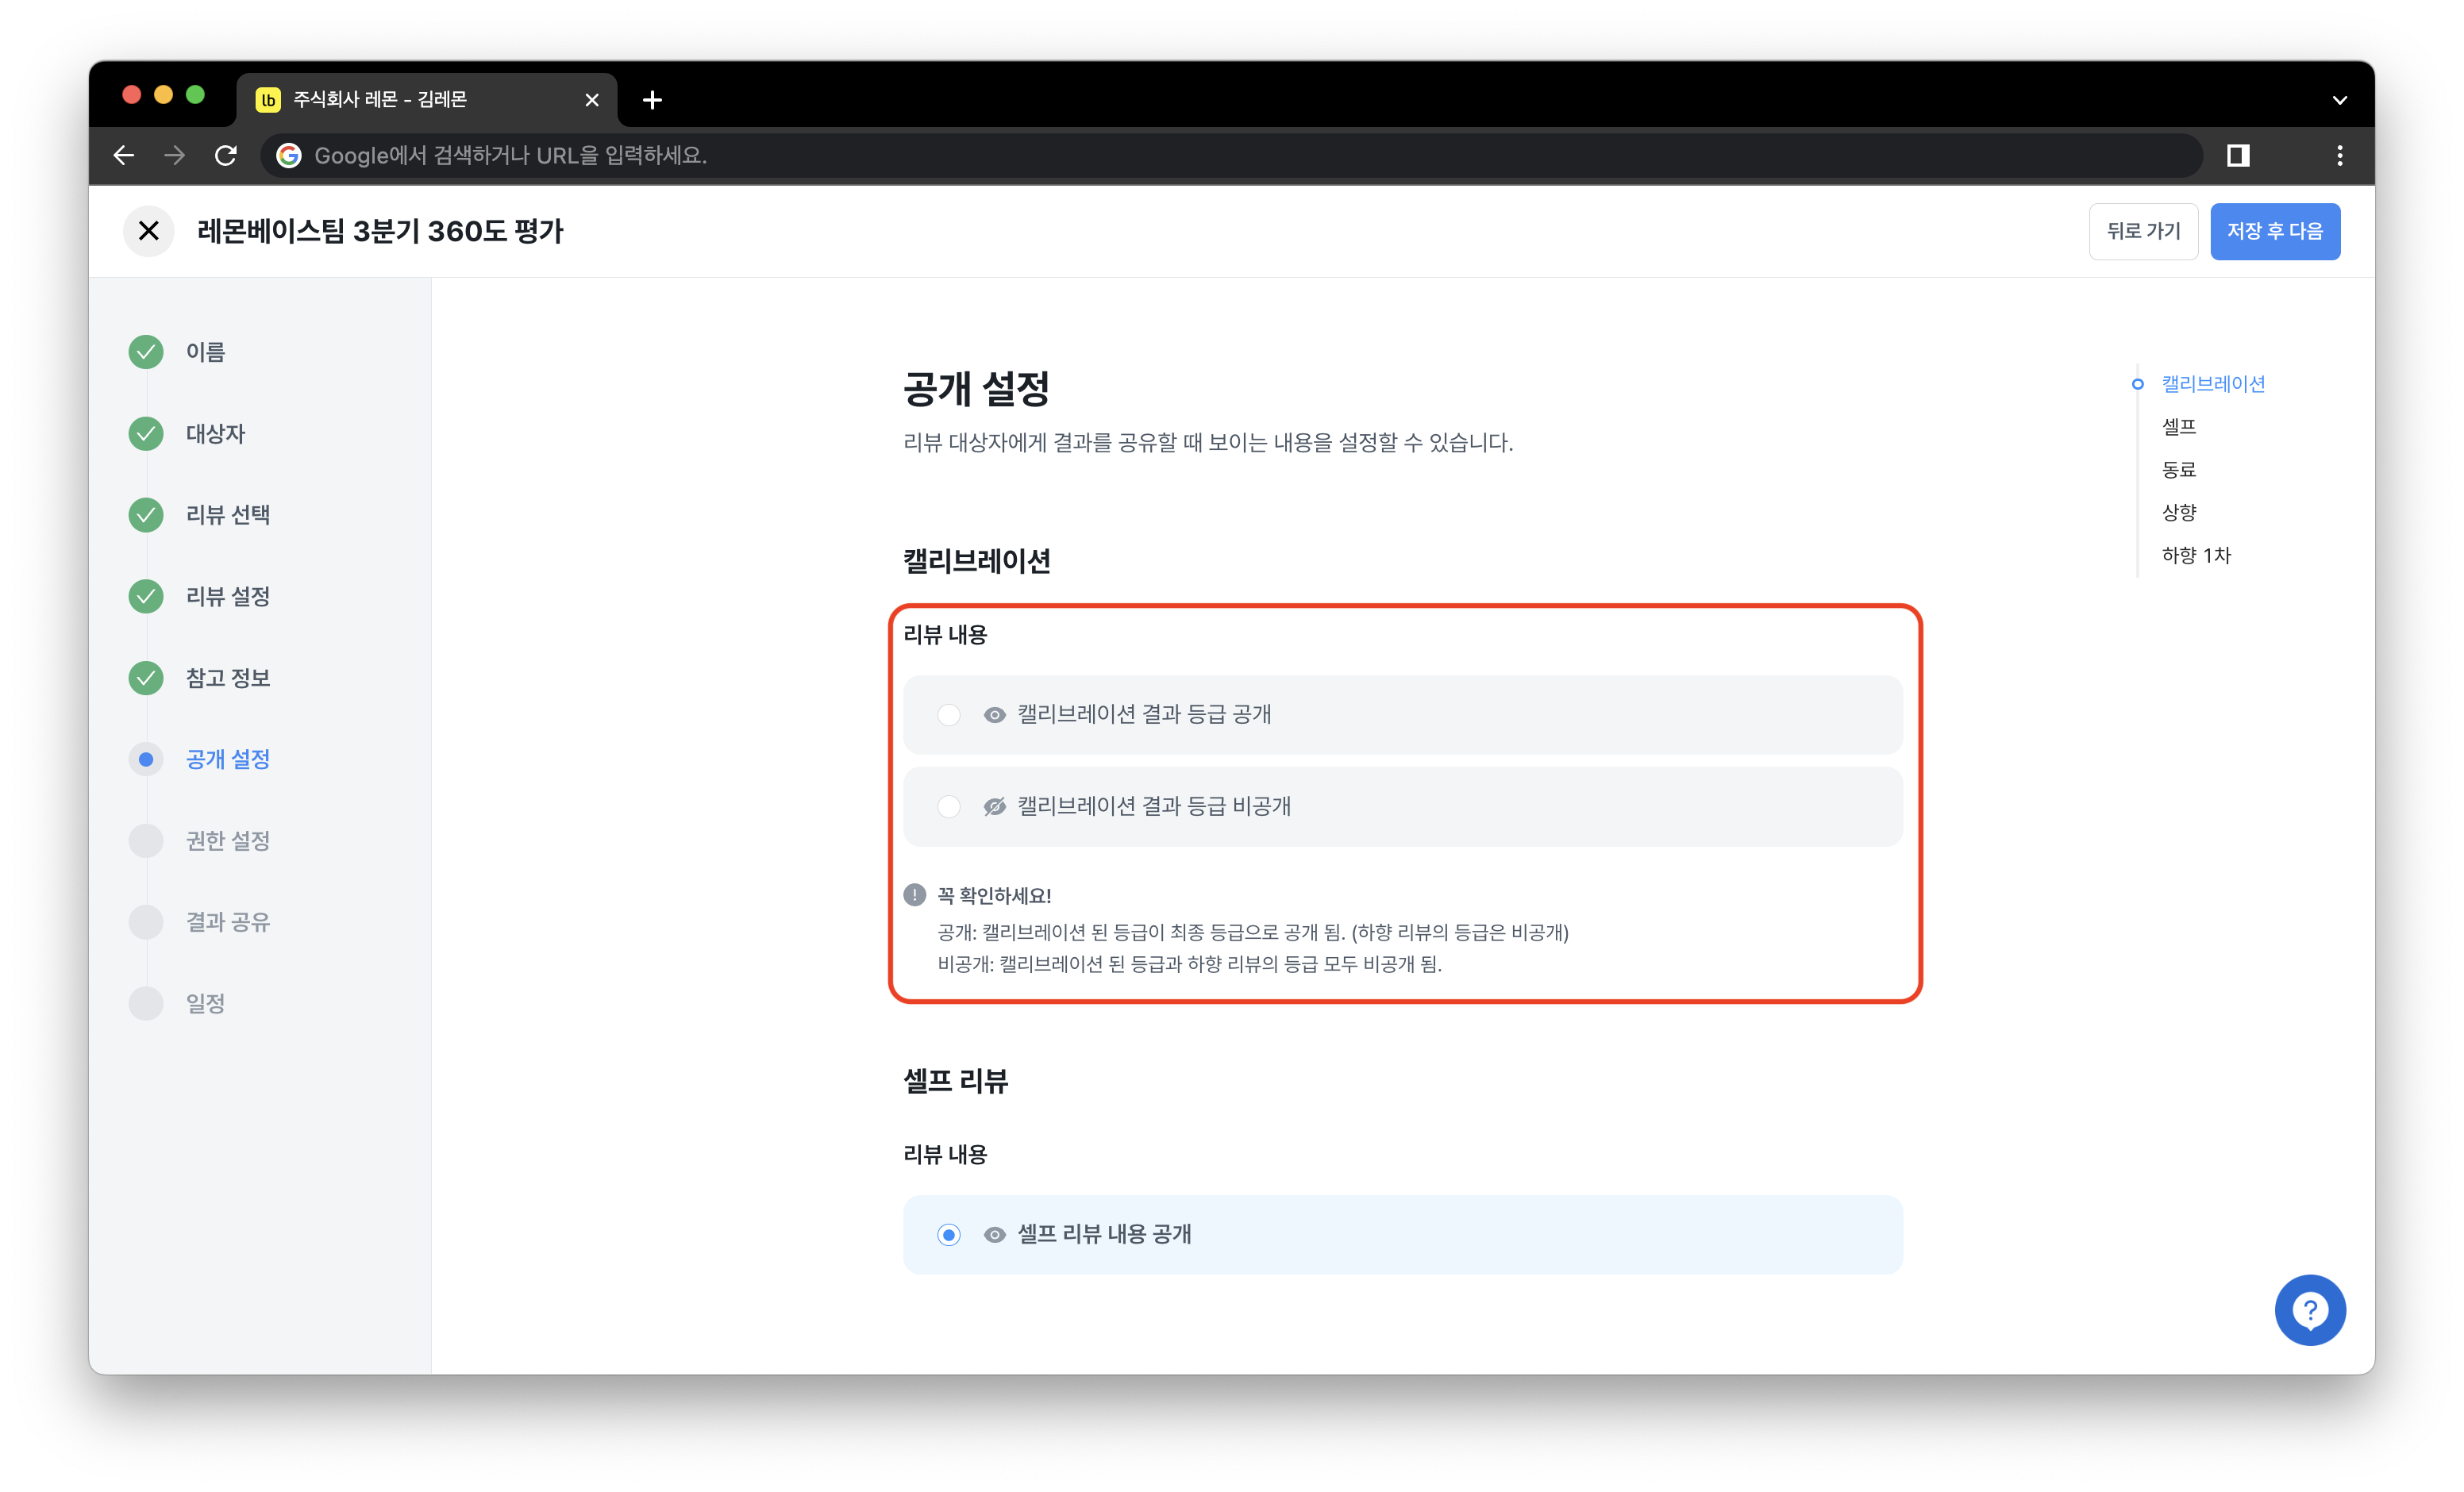 lb 주식회사 레몬 - 김레몬
Google에서 검색하거나 URL을 입력하세요.
레몬베이스팀 3분기 360도 평가
뒤로 가기
저장 후 다음
이름
대상자
리뷰 선택
리뷰 설정
참고 정보
공개 설정
권한 설정
결과 공유
일정
공개 설정
리뷰 대상자에게 결과를 공유할 때 보이는 내용을 설정할 수 있습니다.
캘리브레이션
리뷰 내용
캘리브레이션 결과 등급 공개
캘리브레이션 결과 등급 비공개
꼭 확인하세요!
공개: 캘리브레이션 된 등급이 최종 등급으로 공개 됨. (하향 리뷰의 등급은 비공개)
비공개: 캘리브레이션 된 등급과 하향 리뷰의 등급 모두 비공개 됨.
셀프 리뷰
리뷰 내용
셀프 리뷰 내용 공개
캘리브레이션
셀프
동료
상향
하향 1차